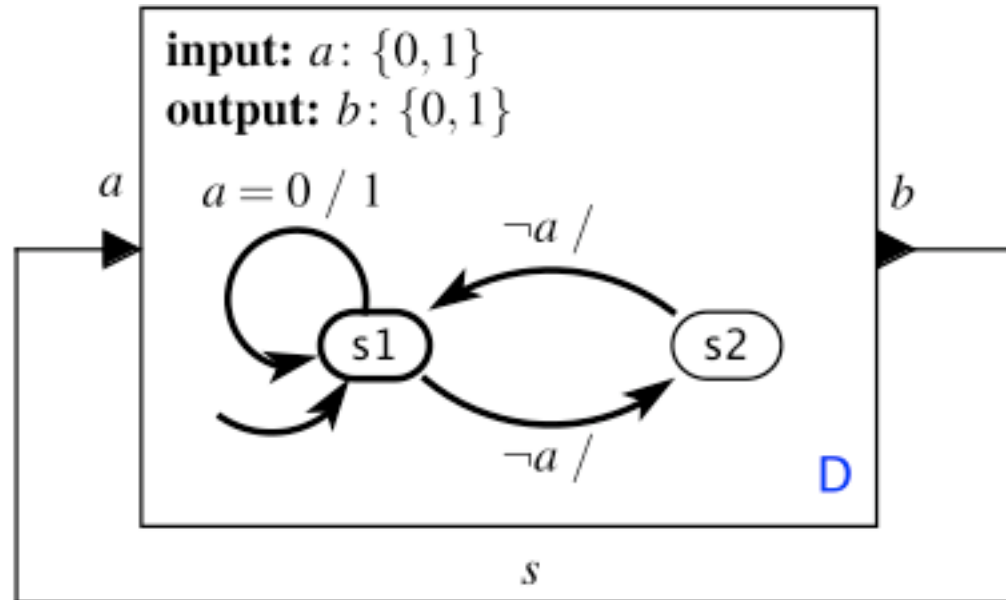 input: a: {0, 1}
output: b: {0, 1}
a
b
a = 0 / 1
¬a /
s1
s2
¬a /
D
s